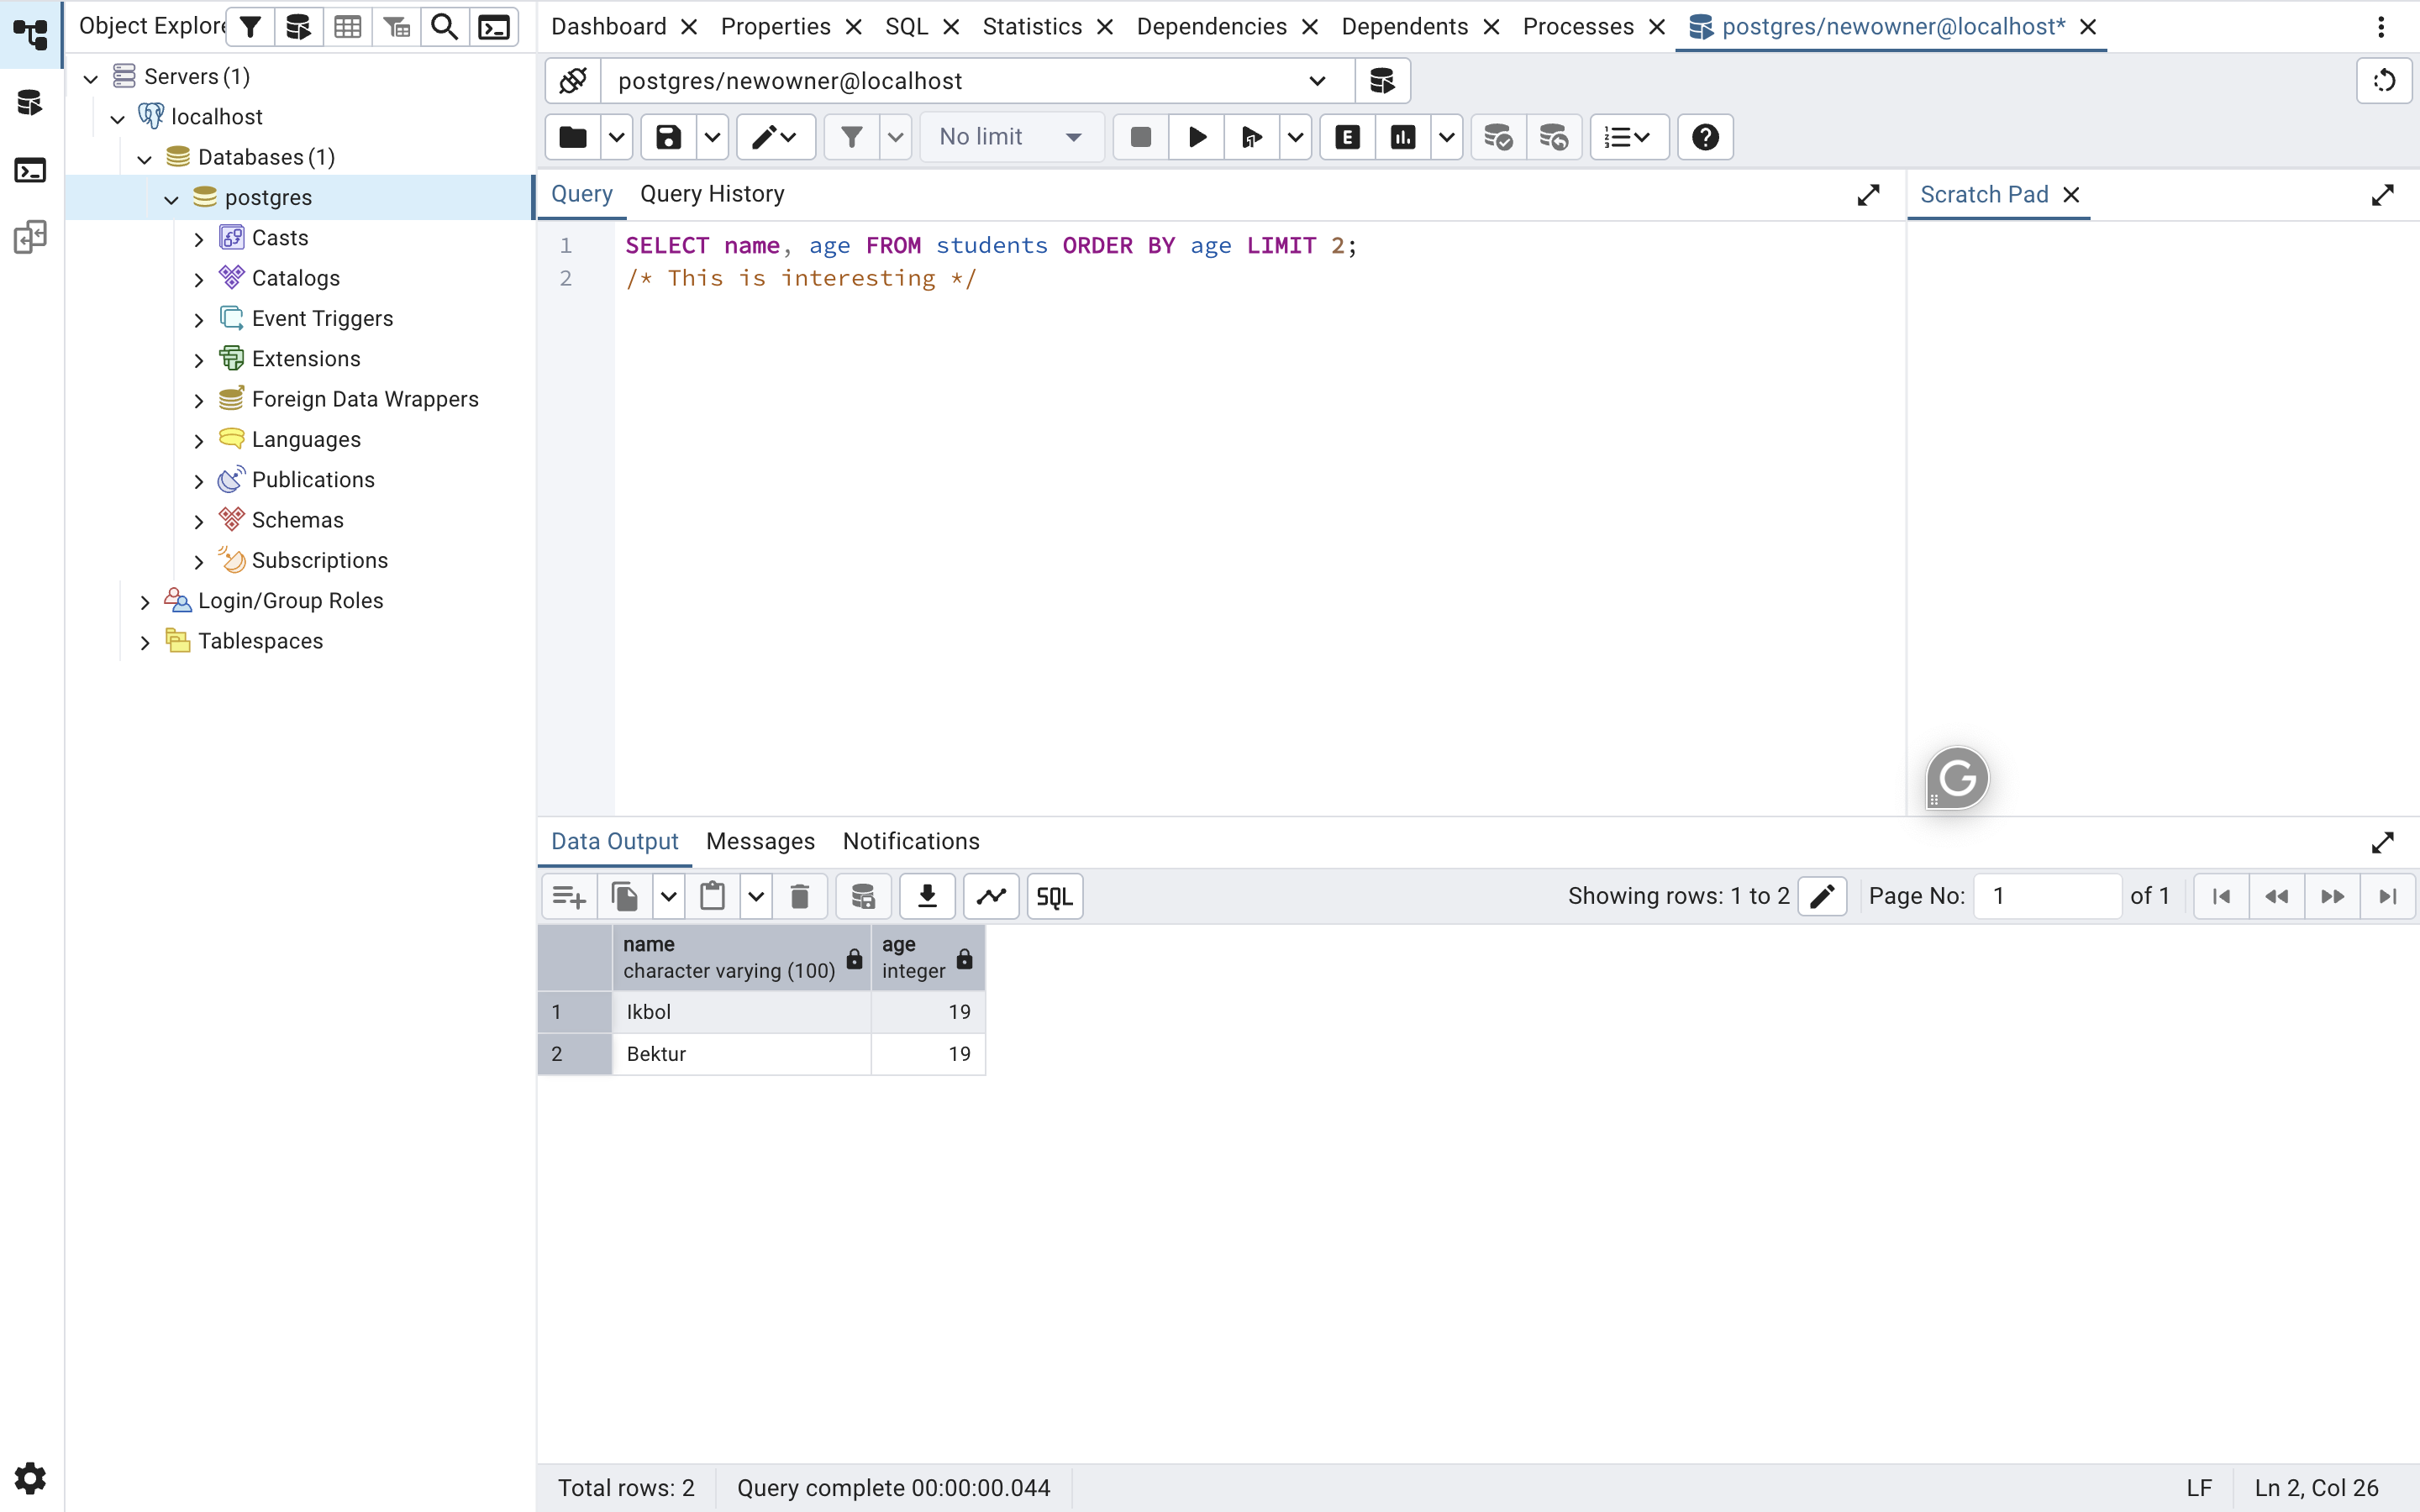 Object Explore
Dashboard
Properties
SQL
Statistics
Dependencies
Dependents
Processes
postgres/newowner@localhost*
Servers (1)
localhost
Databases (1)
postgres
Casts
Catalogs
Event Triggers
Extensions
Foreign Data Wrappers
Languages
Publications
Schemas
Subscriptions
Login/Group Roles
Tablespaces
postgres/newowner@localhost
No limit
E
Query
Query History
Scratch Pad
1 SELECT name, age FROM students ORDER BY age LIMIT 2;
2 /* This is interesting */
G
Data Output
Messages
Notifications
SQL
Showing rows: 1 to 2
Page No: 1 of 1
name
character varying (100)
age
integer
1 Ikbol 19
2 Bektur 19
Total rows: 2
Query complete 00:00:00.044
LF
Ln 2, Col 26